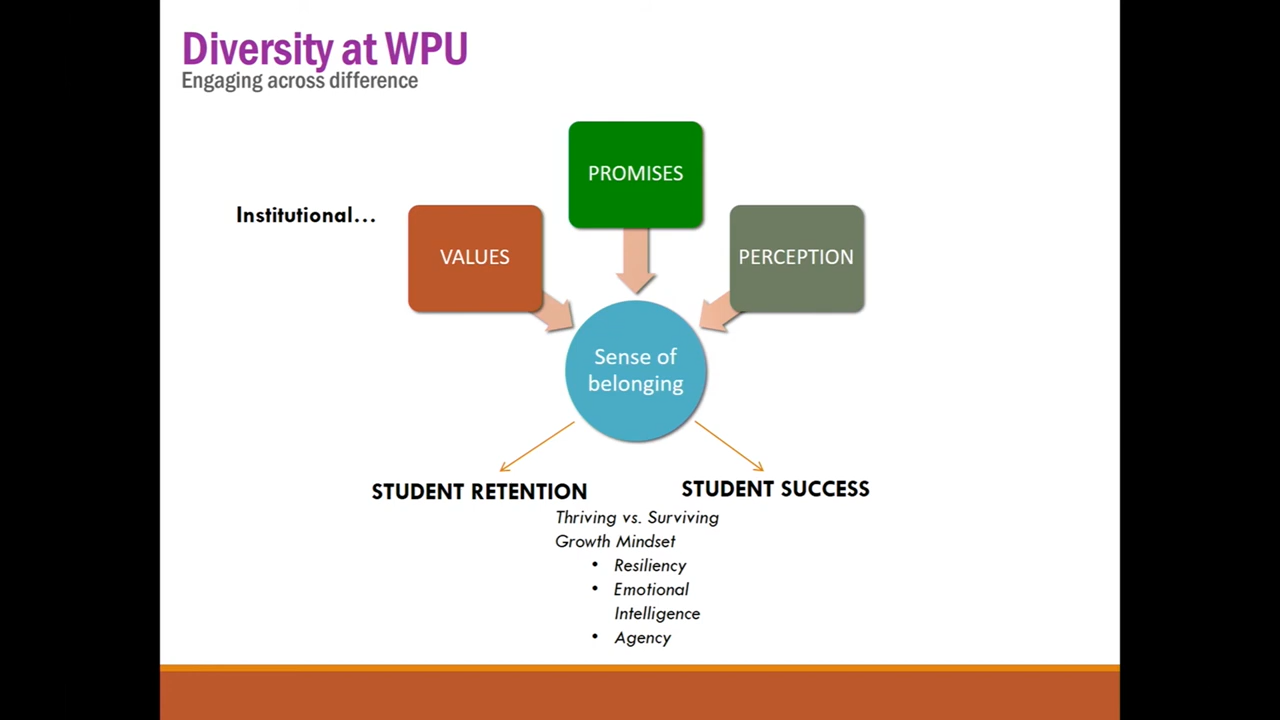 Diversity at WPU
Engaging across difference
PROMISES
Institutional...
VALUES
PERCEPTION
Sense of
belonging
STUDENT RETENTION
STUDENT SUCCESS
Thriving vs. Surviving
Growth Mindset
• Resiliency
• Emotional
Intelligence
• Agency